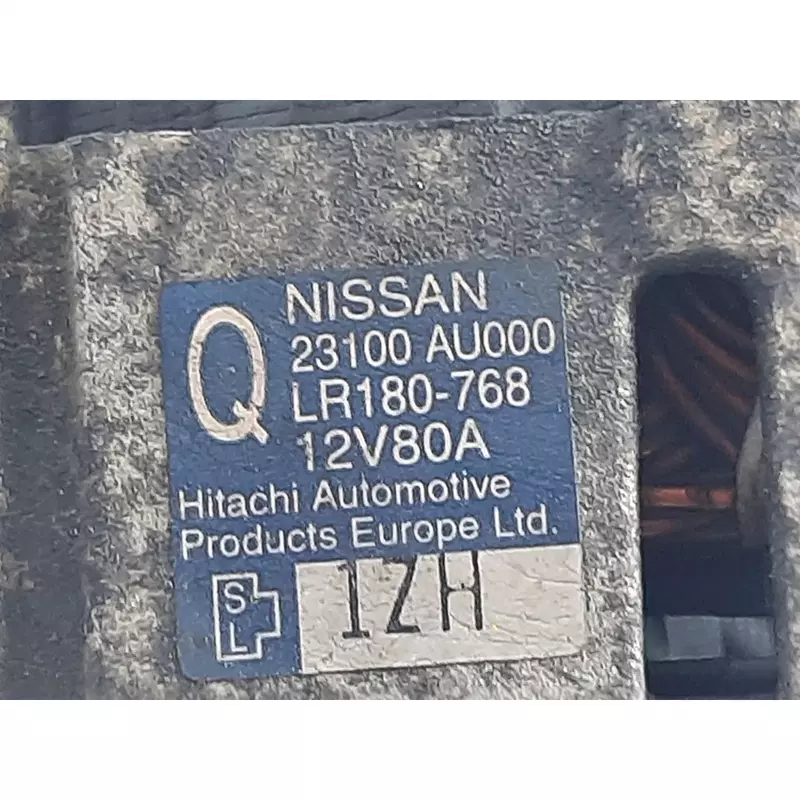 Q
NISSAN
23100 AU000
LR180-768
12V80A
Hitachi Automotive
Products Europe Ltd.
S
L
1ZH